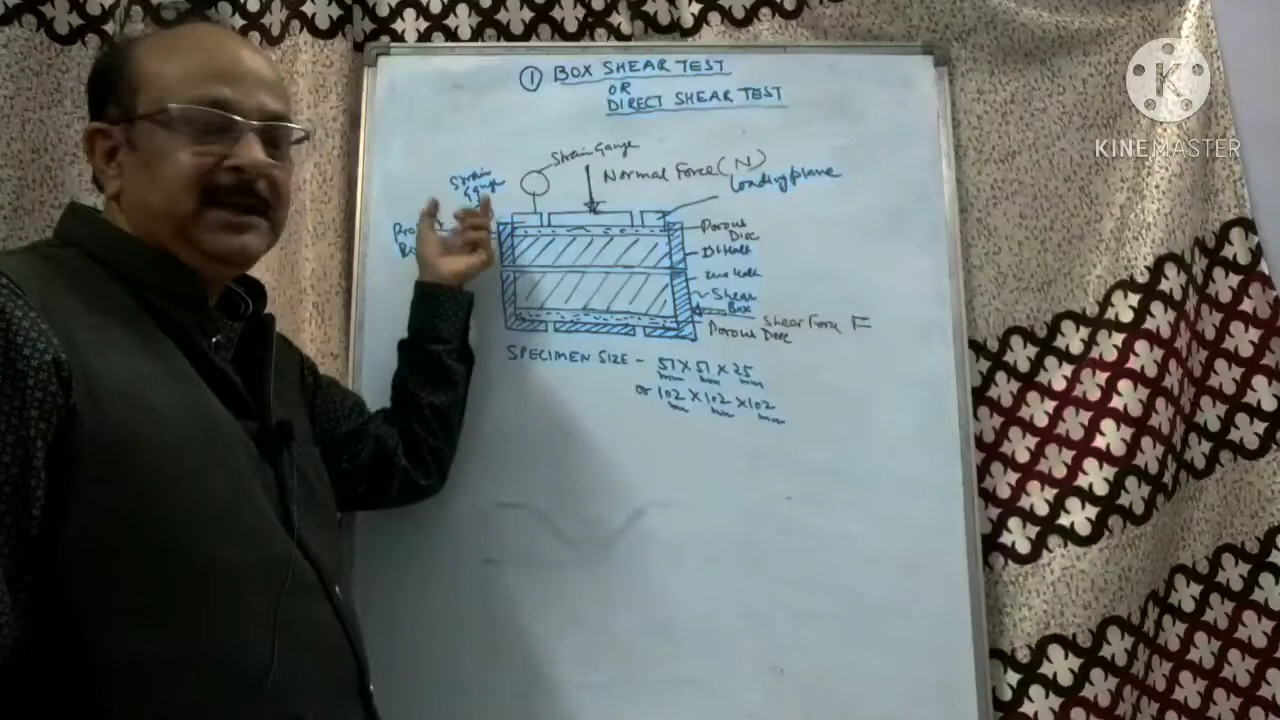 ① BOX SHEAR TEST
OR
DIRECT SHEAR TEST
Strain Gauge
Strain
Gauge
Normal Force (N)
Loading plane
Porous
Disc
Shear
Box
Shear Force F
Porous Disc
SPECIMEN SIZE - 51 X 51 X 25
mm mm mm
or 102 X 102 X 102
mm mm mm
K
KINEMASTER